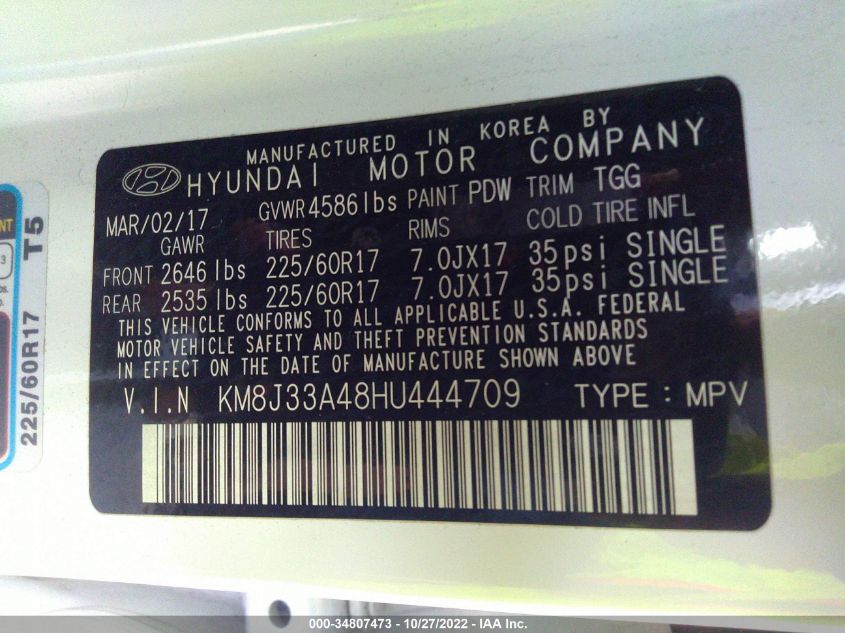 MANUFACTURED IN KOREA BY
HYUNDAI MOTOR COMPANY
MAR/02/17 GVWR 4586 lbs PAINT PDW TRIM TGG
GAWR TIRES RIMS COLD TIRE INFL
FRONT 2646 lbs 225/60R17 7.0JX17 35psi SINGLE
REAR 2535 lbs 225/60R17 7.0JX17 35psi SINGLE
THIS VEHICLE CONFORMS TO ALL APPLICABLE U.S.A. FEDERAL
MOTOR VEHICLE SAFETY AND THEFT PREVENTION STANDARDS
IN EFFECT ON THE DATE OF MANUFACTURE SHOWN ABOVE
V.I.N KM8J33A48HU444709 TYPE : MPV
225/60R17 T5
NT
3
000-34807473 - 10/27/2022 - IAA Inc.